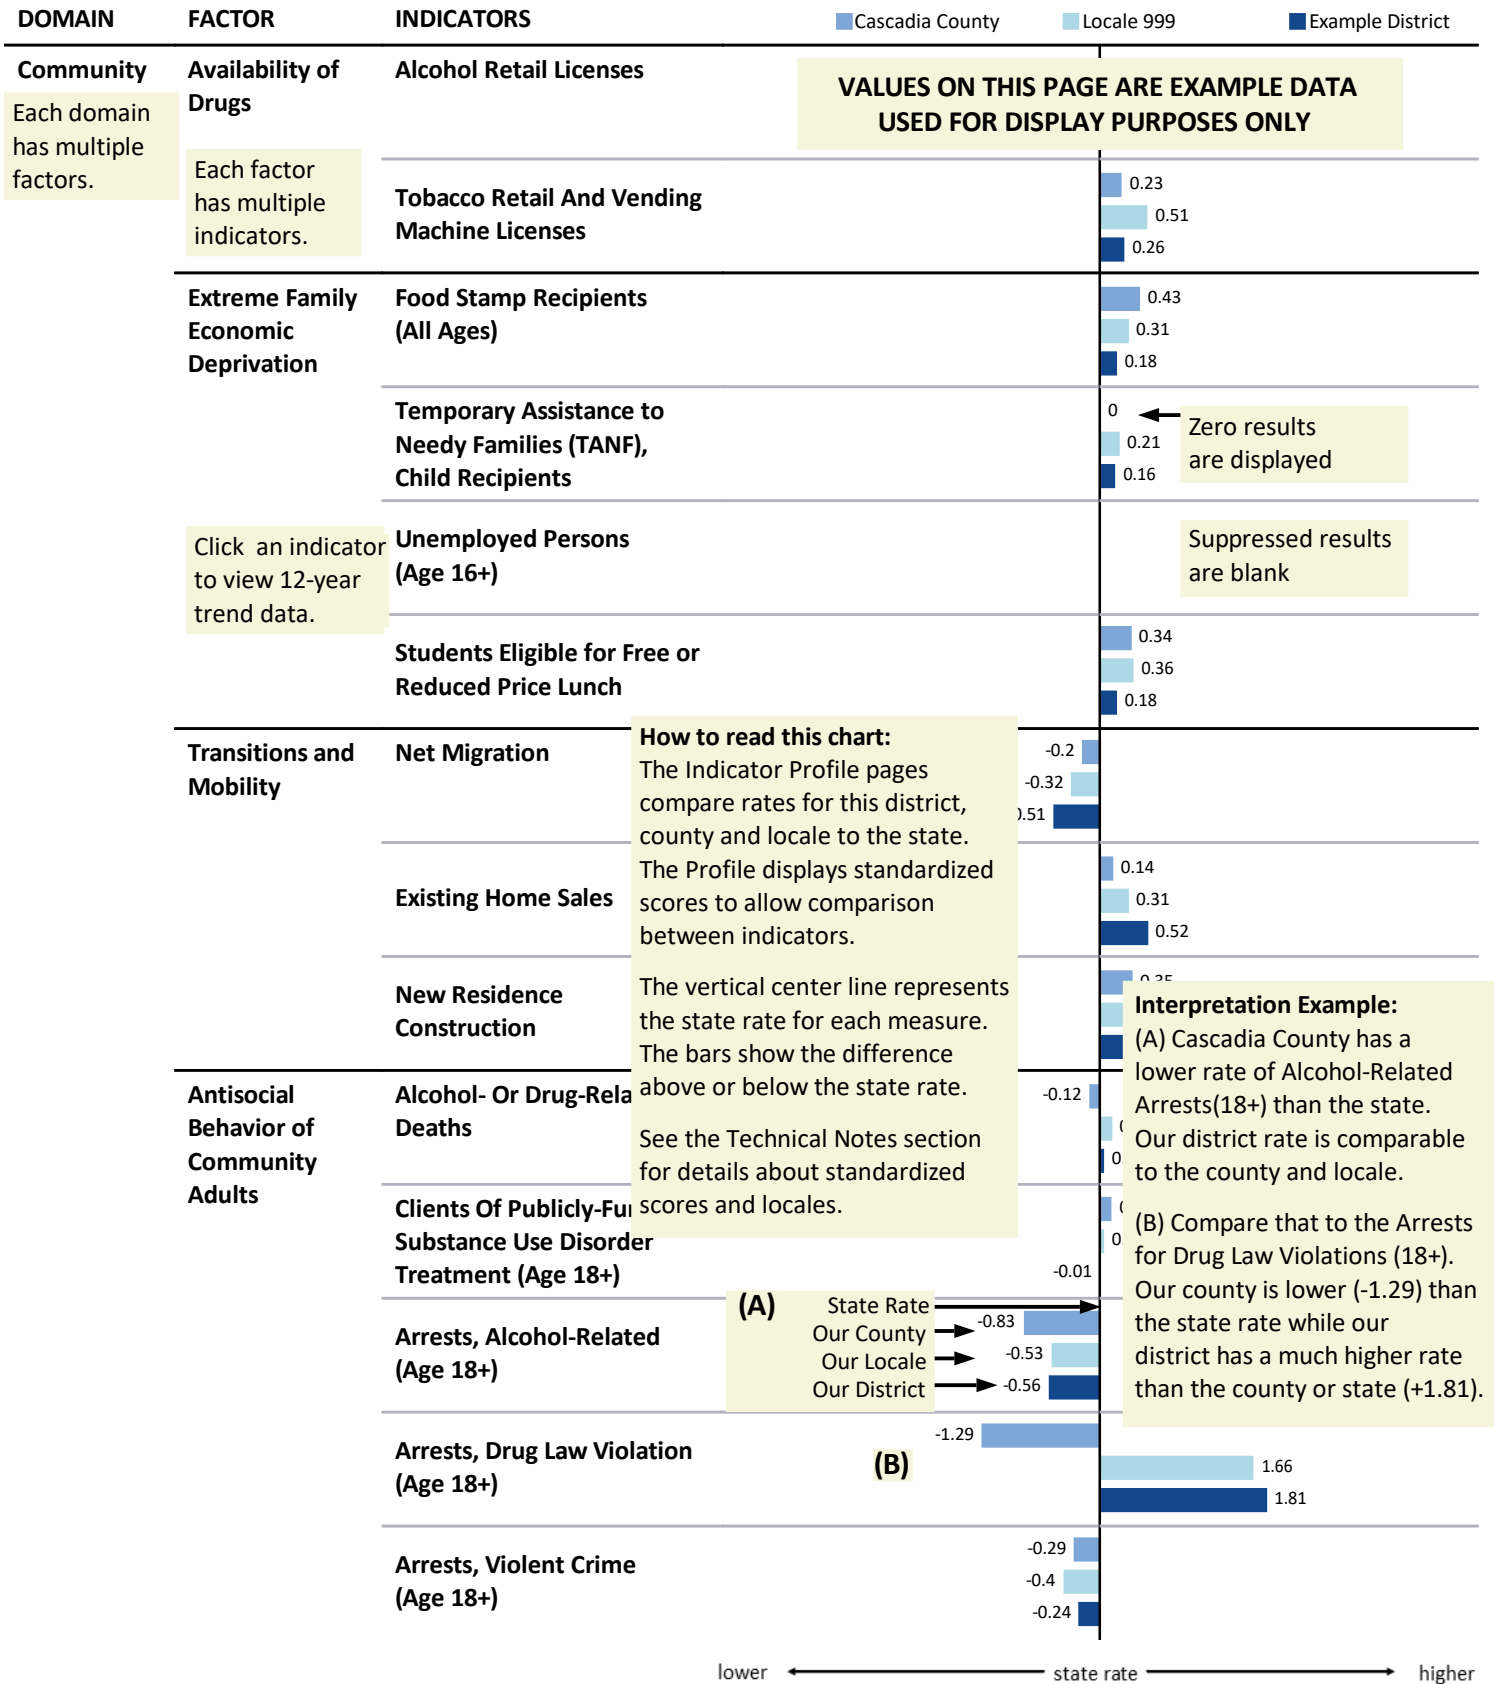 DOMAIN FACTOR INDICATORS Cascadia County Locale 999 Example District
Community
Each domain
has multiple
factors.
Availability of
Drugs
Each factor
has multiple
indicators.
Alcohol Retail Licenses
VALUES ON THIS PAGE ARE EXAMPLE DATA
USED FOR DISPLAY PURPOSES ONLY
Tobacco Retail And Vending
Machine Licenses
0.23
0.51
0.26
Extreme Family
Economic
Deprivation
Food Stamp Recipients
(All Ages)
0.43
0.31
0.18
Temporary Assistance to
Needy Families (TANF),
Child Recipients
0
0.21
0.16
Zero results
are displayed
Click an indicator
to view 12-year
trend data.
Unemployed Persons
(Age 16+)
Suppressed results
are blank
Students Eligible for Free or
Reduced Price Lunch
0.34
0.36
0.18
Transitions and
Mobility
Net Migration
-0.2
-0.32
.51
How to read this chart:
The Indicator Profile pages
compare rates for this district,
county and locale to the state.
The Profile displays standardized
scores to allow comparison
between indicators.
The vertical center line represents
the state rate for each measure.
The bars show the difference
above or below the state rate.
See the Technical Notes section
for details about standardized
scores and locales.
Existing Home Sales
0.14
0.31
0.52
New Residence
Construction
Interpretation Example:
(A) Cascadia County has a
lower rate of Alcohol-Related
Arrests(18+) than the state.
Our district rate is comparable
to the county and locale.
(B) Compare that to the Arrests
for Drug Law Violations (18+).
Our county is lower (-1.29) than
the state rate while our
district has a much higher rate
than the county or state (+1.81).
Antisocial
Behavior of
Community
Adults
Alcohol- Or Drug-Rela
Deaths
-0.12
0.
Clients Of Publicly-Fu
Substance Use Disorder
Treatment (Age 18+)
0.
-0.01
Arrests, Alcohol-Related
(Age 18+)
(A) State Rate
Our County -0.83
Our Locale -0.53
Our District -0.56
Arrests, Drug Law Violation
(Age 18+)
-1.29
(B)
1.66
1.81
Arrests, Violent Crime
(Age 18+)
-0.29
-0.4
-0.24
lower state rate higher